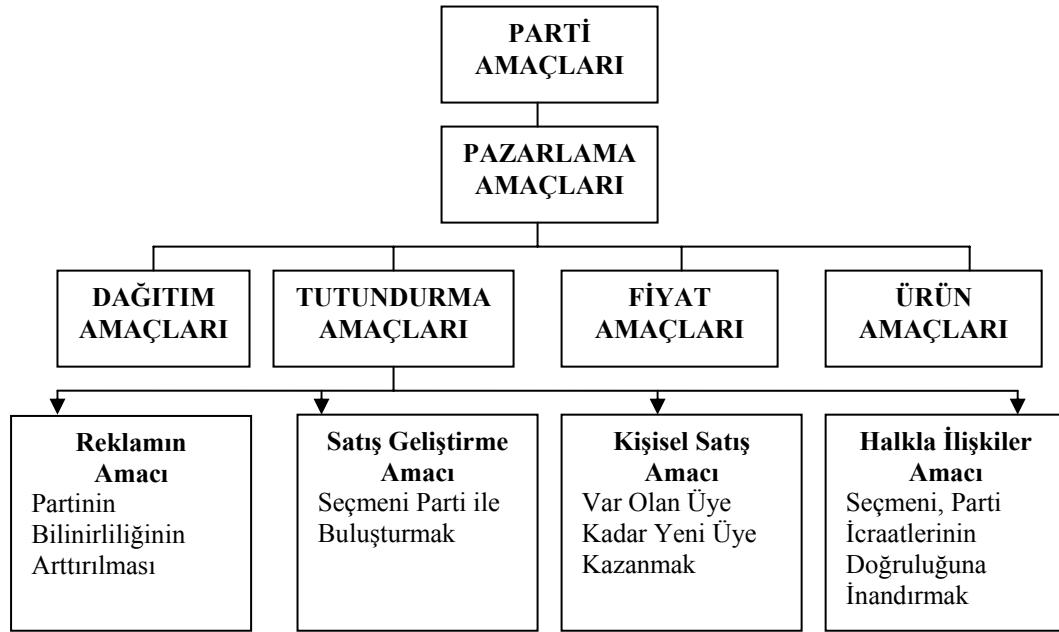 PARTİ
AMAÇLARI
PAZARLAMA
AMAÇLARI
DAĞITIM
AMAÇLARI
TUTUNDURMA
AMAÇLARI
FİYAT
AMAÇLARI
ÜRÜN
AMAÇLARI
Reklamın
Amacı
Partinin
Bilinirliliğinin
Arttırılması
Satış Geliştirme
Amacı
Seçmeni Parti ile
Buluşturmak
Kişisel Satış
Amacı
Var Olan Üye
Kadar Yeni Üye
Kazanmak
Halkla İlişkiler
Amacı
Seçmeni, Parti
İcraatlerinin
Doğruluğuna
İnandırmak